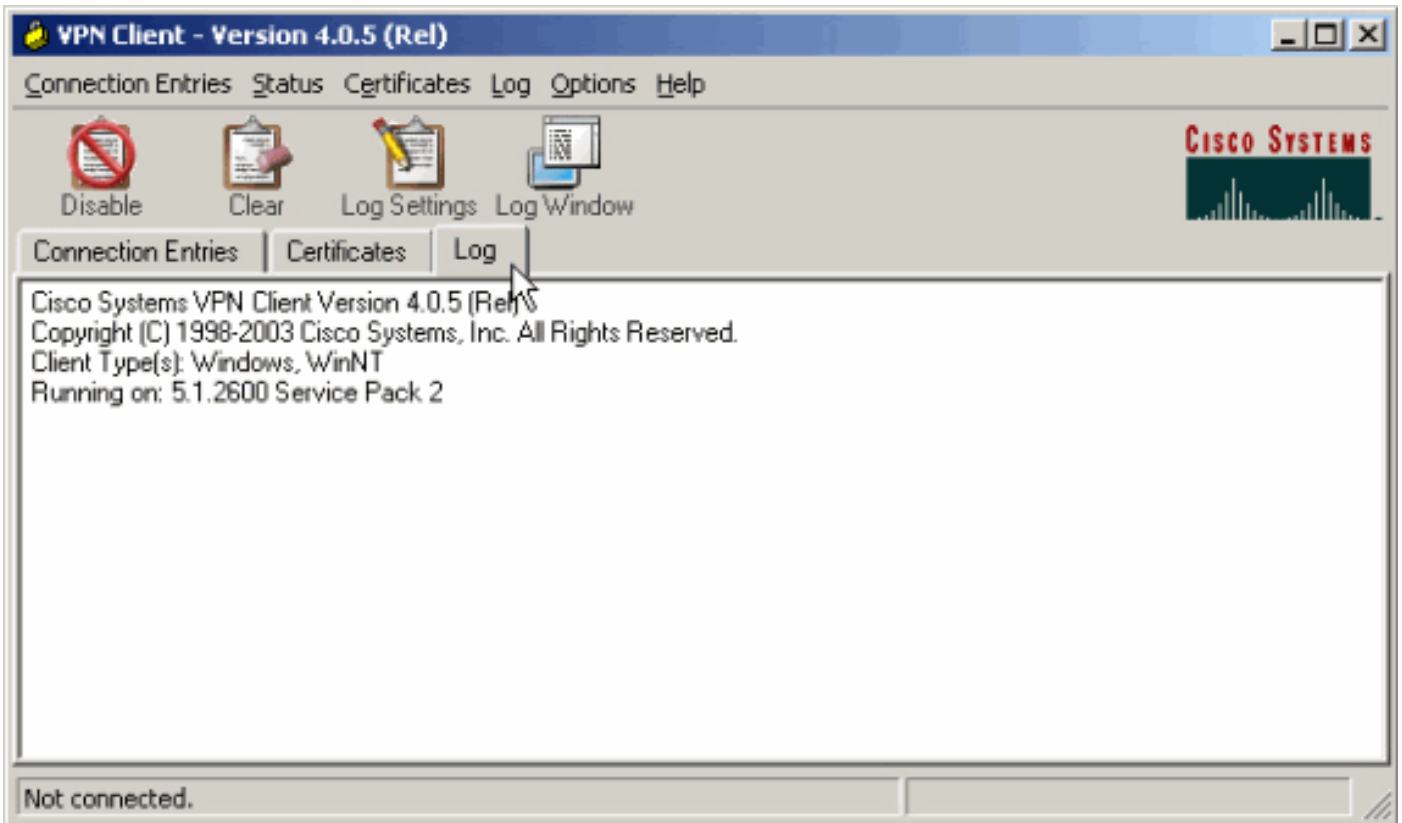 VPN Client - Version 4.0.5 (Rel)
Connection Entries Status Certificates Log Options Help
Disable Clear Log Settings Log Window
CISCO SYSTEMS
Connection Entries Certificates Log
Cisco Systems VPN Client Version 4.0.5 (Rel)
Copyright (C) 1998-2003 Cisco Systems, Inc. All Rights Reserved.
Client Type(s): Windows, WinNT
Running on: 5.1.2600 Service Pack 2
Not connected.